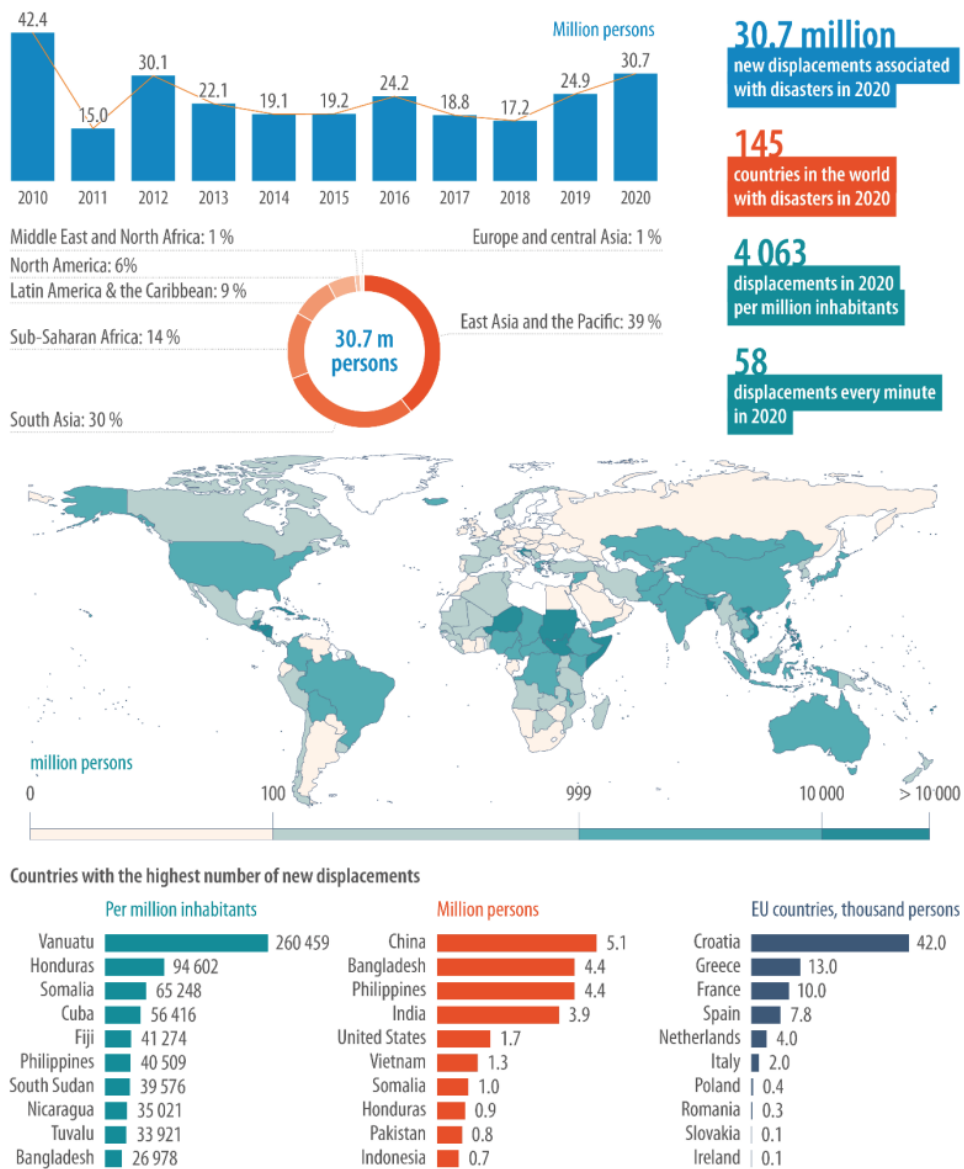 42.4
15.0
30.1
22.1
19.1
19.2
24.2
18.8
17.2
24.9
30.7
Million persons
2010 2011 2012 2013 2014 2015 2016 2017 2018 2019 2020
30.7 million
new displacements associated
with disasters in 2020
145
countries in the world
with disasters in 2020
4 063
displacements in 2020
per million inhabitants
58
displacements every minute
in 2020
Middle East and North Africa: 1 %
North America: 6%
Latin America & the Caribbean: 9 %
Sub-Saharan Africa: 14 %
South Asia: 30 %
Europe and central Asia: 1 %
East Asia and the Pacific: 39 %
30.7 m
persons
million persons
0 100 999 10 000 > 10 000
Countries with the highest number of new displacements
Per million inhabitants
Vanuatu 260 459
Honduras 94 602
Somalia 65 248
Cuba 56 416
Fiji 41 274
Philippines 40 509
South Sudan 39 576
Nicaragua 35 021
Tuvalu 33 921
Bangladesh 26 978
Million persons
China 5.1
Bangladesh 4.4
Philippines 4.4
India 3.9
United States 1.7
Vietnam 1.3
Somalia 1.0
Honduras 0.9
Pakistan 0.8
Indonesia 0.7
EU countries, thousand persons
Croatia 42.0
Greece 13.0
France 10.0
Spain 7.8
Netherlands 4.0
Italy 2.0
Poland 0.4
Romania 0.3
Slovakia 0.1
Ireland 0.1